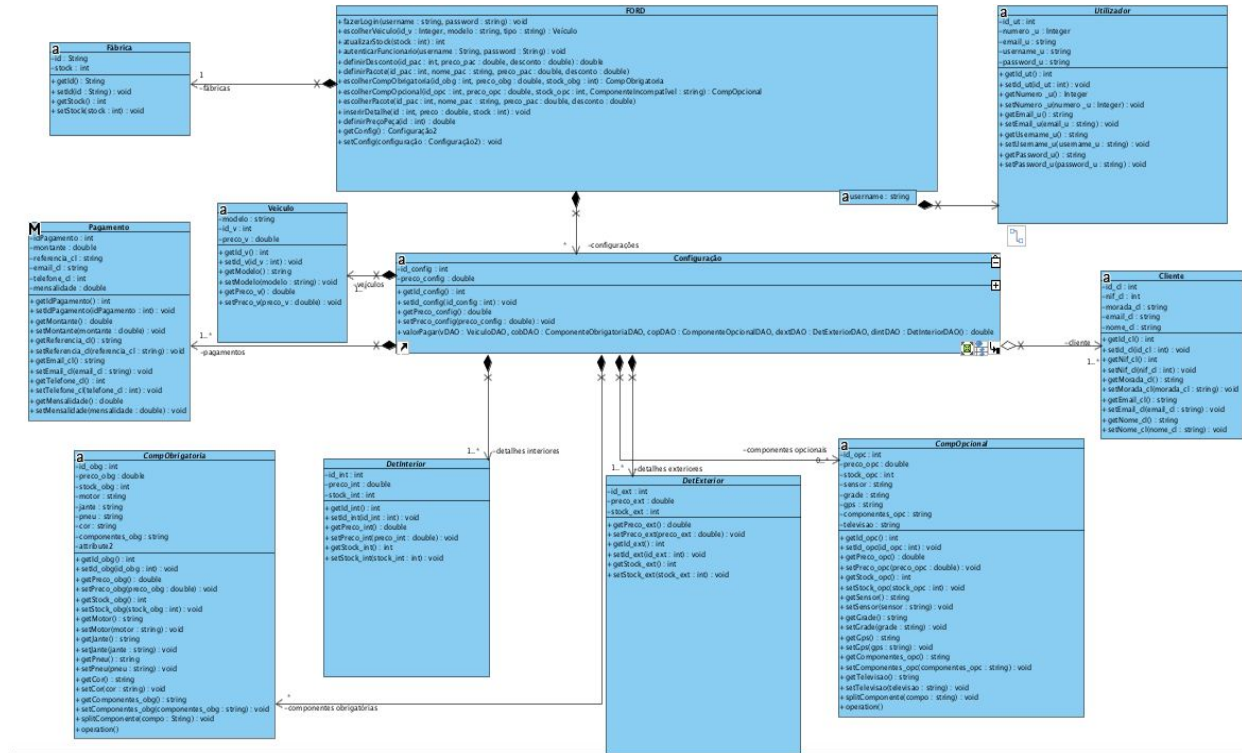 FORD
+fazerLogin(username : string, password : string) : void
+escolherVeiculo(id_v : Integer, modelo : string, tipo : string) : Veículo
+atualizarStock(stock : int) : int
+autenticarFuncionario(username : String, password : String) : void
+definirDesconto(id_pac : int, preco_pac : double, desconto : double) : double
+definirPacote(id_pac : int, nome_pac : string, preco_pac : double, desconto : double)
+escolherCompObrigatoria(id_obg : int, preco_obg : double, stock_obg : int) : CompObrigatoria
+escolherCompOpcional(id_opc : int, preco_opc : double, stock_opc : int, ComponenteIncompatível : string) : CompOpcional
+escolherPacote(id_pac : int, nome_pac : string, preco_pac : double, desconto : double)
+inserirDetalhe(id : int, preco : double, stock : int) : void
+definirPreçoPeça(id : int) : double
+getConfig() : Configuração2
+setConfig(configuração : Configuração2) : void
a
Fábrica
-id : String
-stock : int
+getId() : String
+setId(id : String) : void
+getStock() : int
+setStock(stock : int) : void
1
-fábricas
a
Utilizador
-id_ut : int
-numero_u : Integer
-email_u : string
-username_u : string
-password_u : string
+getId_ut() : int
+setId_ut(id_ut : int) : void
+getNumero_u() : Integer
+setNumero_u(numero_u : Integer) : void
+getEmail_u() : string
+setEmail_u(email_u : string) : void
+getUsername_u() : string
+setUsername_u(username_u : string) : void
+getPassword_u() : string
+setPassword_u(password_u : string) : void
a
username : string
a
Veiculo
-modelo : string
-id_v : int
-preco_v : double
+getId_v() : int
+setId_v(id_v : int) : void
+getModelo() : string
+setModelo(modelo : string) : void
+getPreco_v() : double
+setPreco_v(preco_v : double) : void
M
Pagamento
-idPagamento : int
-montante : double
-referencia_cl : string
-email_cl : string
-telefone_cl : int
-mensalidade : double
+getIdPagamento() : int
+setIdPagamento(idPagamento : int) : void
+getMontante() : double
+setMontante(montante : double) : void
+getReferencia_cl() : string
+setReferencia_cl(referencia_cl : string) : void
+getEmail_cl() : string
+setEmail_cl(email_cl : string) : void
+getTelefone_cl() : int
+setTelefone_cl(telefone_cl : int) : void
+getMensalidade() : double
+setMensalidade(mensalidade : double) : void
*
-configurações
-veículos
1..*
-pagamentos
a
Configuração
-id_config : int
-preco_config : double
+getId_config() : int
+setId_config(id_config : int) : void
+getPreco_config() : double
+setPreco_config(preco_config : double) : void
+valorPagar(vDAO : VeiculoDAO, cobDAO : ComponenteObrigatoriaDAO, copDAO : ComponenteOpcionalDAO, dextDAO : DetExteriorDAO, dintDAO : DetInteriorDAO) : double
-cliente
1..*
a
Cliente
-id_cl : int
-nif_cl : int
-morada_cl : string
-email_cl : string
-nome_cl : string
+getId_cl() : int
+setId_cl(id_cl : int) : void
+getNif_cl() : int
+setNif_cl(nif_cl : int) : void
+getMorada_cl() : string
+setMorada_cl(morada_cl : string) : void
+getEmail_cl() : string
+setEmail_cl(email_cl : string) : void
+getNome_cl() : string
+setNome_cl(nome_cl : string) : void
a
CompObrigatoria
-id_obg : int
-preco_obg : double
-stock_obg : int
-motor : string
-jante : string
-pneu : string
-cor : string
-componentes_obg : string
-attribute2
+getId_obg() : int
+setId_obg(id_obg : int) : void
+getPreco_obg() : double
+setPreco_obg(preco_obg : double) : void
+getStock_obg() : int
+setStock_obg(stock_obg : int) : void
+getMotor() : string
+setMotor(motor : string) : void
+getJante() : string
+setJante(jante : string) : void
+getPneu() : string
+setPneu(pneu : string) : void
+getCor() : string
+setCor(cor : string) : void
+getComponentes_obg() : string
+setComponentes_obg(componentes_obg : string) : void
+splitComponente(compo : String) : void
+operation()
*
-componentes obrigatórias
1..*
-detalhes interiores
DetInterior
-id_int : int
-preco_int : double
-stock_int : int
+getId_int() : int
+setId_int(id_int : int) : void
+getPreco_int() : double
+setPreco_int(preco_int : double) : void
+getStock_int() : int
+setStock_int(stock_int : int) : void
1..*
-detalhes exteriores
DetExterior
-id_ext : int
-preco_ext : double
-stock_ext : int
+getPreco_ext() : double
+setPreco_ext(preco_ext : double) : void
+getId_ext() : int
+setId_ext(id_ext : int) : void
+getStock_ext() : int
+setStock_ext(stock_ext : int) : void
-componentes opcionais
0..*
a
CompOpcional
-id_opc : int
-preco_opc : double
-stock_opc : int
-sensor : string
-grade : string
-gps : string
-componentes_opc : string
-televisao : string
+getId_opc() : int
+setId_opc(id_opc : int) : void
+getPreco_opc() : double
+setPreco_opc(preco_opc : double) : void
+getStock_opc() : int
+setStock_opc(stock_opc : int) : void
+getSensor() : string
+setSensor(sensor : string) : void
+getGrade() : string
+setGrade(grade : string) : void
+getGps() : string
+setGps(gps : string) : void
+getComponentes_opc() : string
+setComponentes_opc(componentes_opc : string) : void
+getTelevisao() : string
+setTelevisao(televisao : string) : void
+splitComponente(compo : string) : void
+operation()